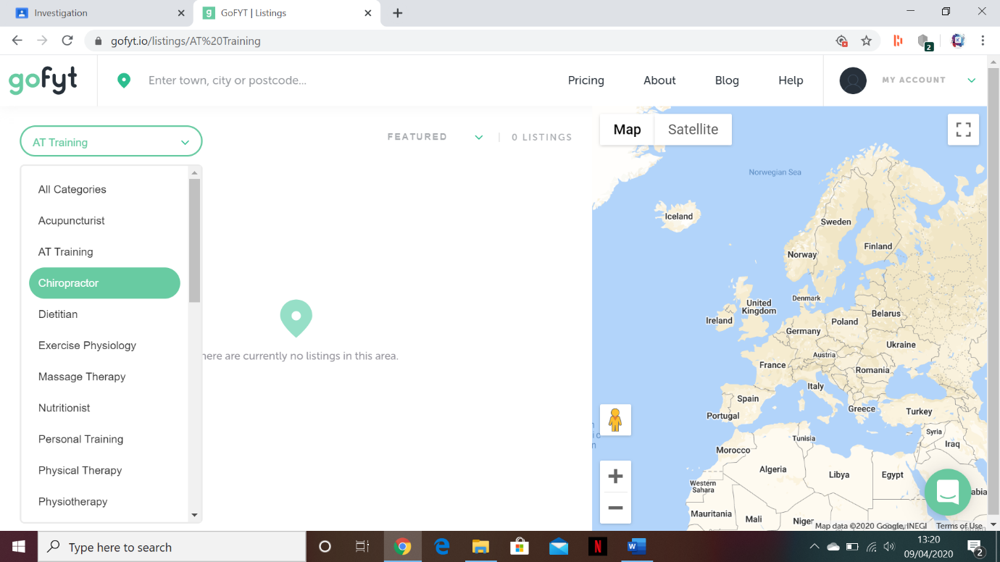 Investigation
GoFYT | Listings
gofyt.io/listings/AT%20Training
2
gofyt
Enter town, city or postcode...
Pricing
About
Blog
Help
MY ACCOUNT
AT Training
FEATURED
0 LISTINGS
All Categories
Acupuncturist
AT Training
Chiropractor
Dietitian
Exercise Physiology
Massage Therapy
Nutritionist
Personal Training
Physical Therapy
Physiotherapy
here are currently no listings in this area.
Map
Satellite
Norwegian Sea
Iceland
Sweden
Finland
Norway
United
Kingdom
Denmark
Ireland
Belarus
Poland
Germany
Ukraine
Austria
France
Romania
Italy
Spain
Portugal
Greece
Turkey
Syria
Tunisia
Iraq
Morocco
Algeria
Libya
Egypt
Western
Sahara
Mauritania
Mali
Niger
Map data ©2020 Google, INEGI
Terms of Use
Type here to search
13:20
09/04/2020
2